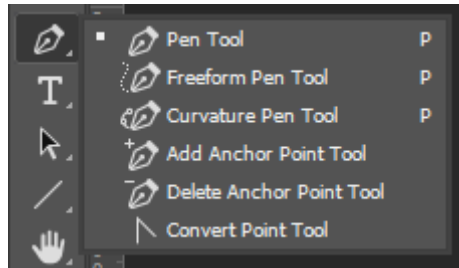 Pen Tool P
Freeform Pen Tool P
Curvature Pen Tool P
Add Anchor Point Tool
Delete Anchor Point Tool
Convert Point Tool